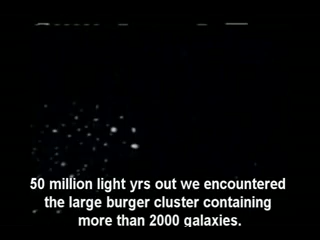 50 million light yrs out we encountered
the large burger cluster containing
more than 2000 galaxies.